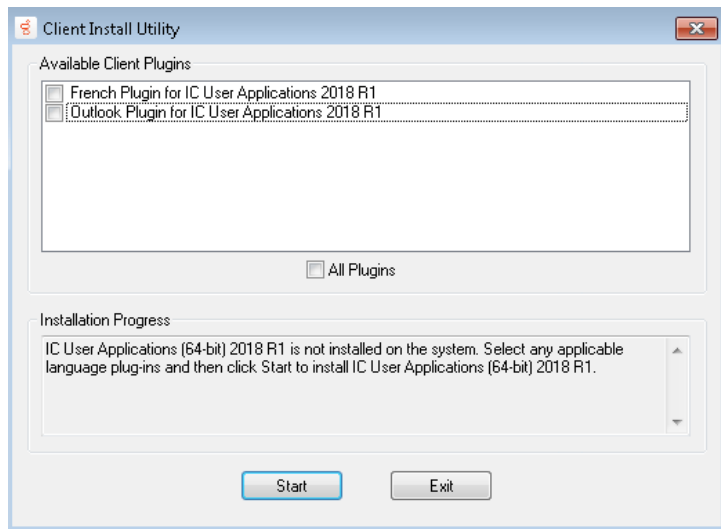 Client Install Utility
Available Client Plugins
French Plugin for IC User Applications 2018 R1
Outlook Plugin for IC User Applications 2018 R1
All Plugins
Installation Progress
IC User Applications (64-bit) 2018 R1 is not installed on the system. Select any applicable
language plug-ins and then click Start to install IC User Applications (64-bit) 2018 R1.
Start Exit